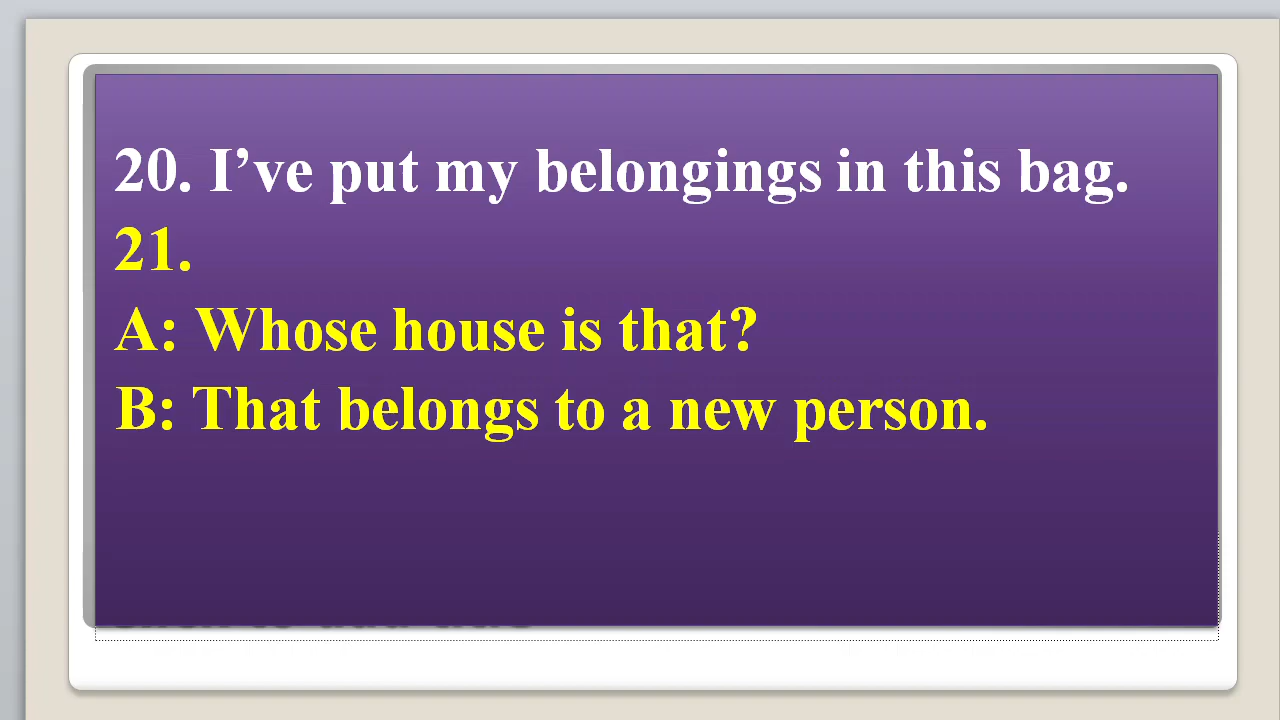 20. I’ve put my belongings in this bag.
21.
A: Whose house is that?
B: That belongs to a new person.